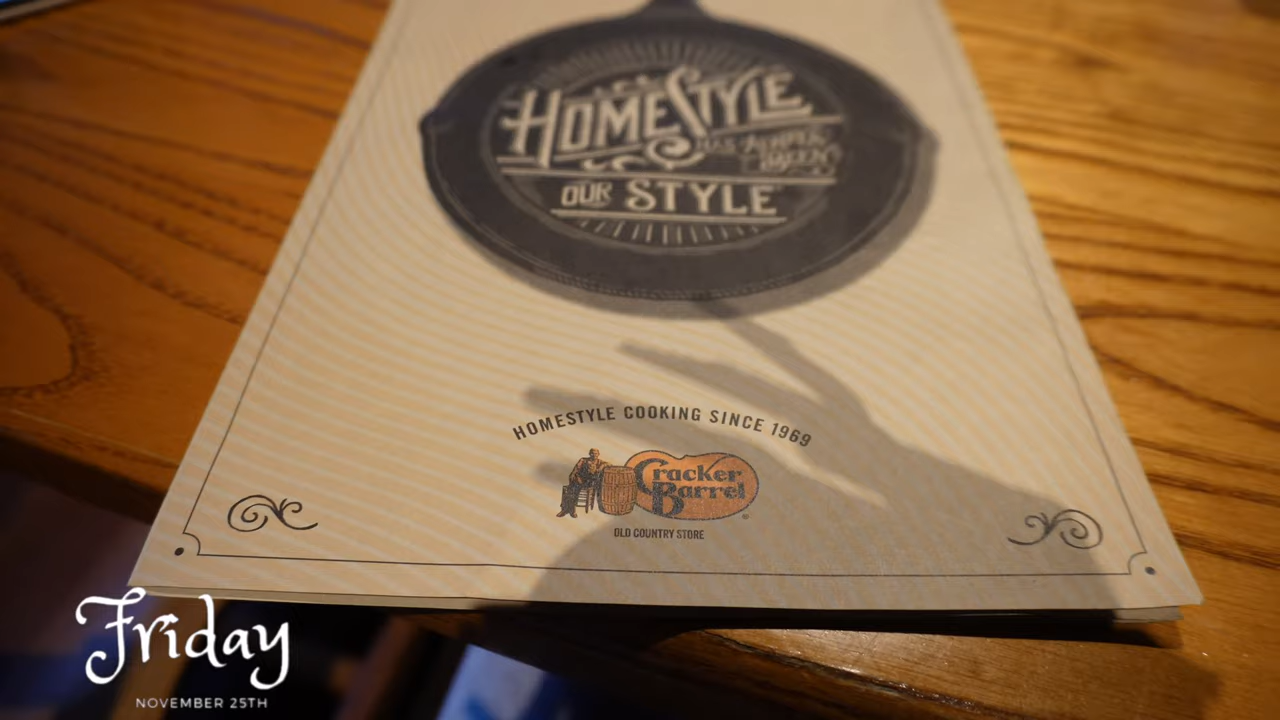 HOMESTYLE
OUR STYLE
HOMESTYLE COOKING SINCE 1969
Cracker
Barrel
OLD COUNTRY STORE
Friday
NOVEMBER 25TH